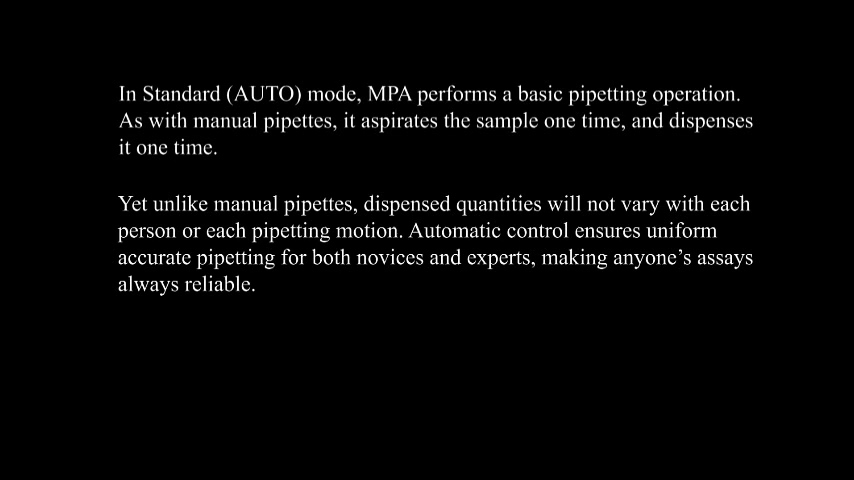 In Standard (AUTO) mode, MPA performs a basic pipetting operation.
As with manual pipettes, it aspirates the sample one time, and dispenses
it one time.
Yet unlike manual pipettes, dispensed quantities will not vary with each
person or each pipetting motion. Automatic control ensures uniform
accurate pipetting for both novices and experts, making anyone’s assays
always reliable.